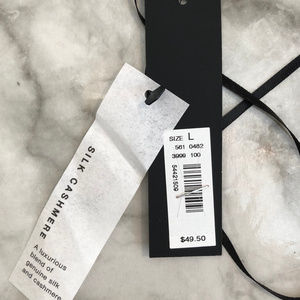 SILK CASHMERE
A luxurious
blend of
genuine silk
and cashmere
SIZE L
561 0482
3999 100
54421509
$49.50